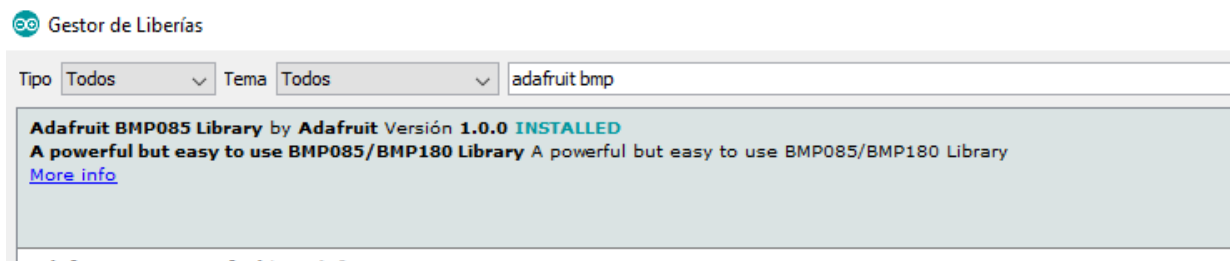 Gestor de Liberías
Tipo Todos Tema Todos adafruit bmp
Adafruit BMP085 Library by Adafruit Versión 1.0.0 INSTALLED
A powerful but easy to use BMP085/BMP180 Library A powerful but easy to use BMP085/BMP180 Library
More info